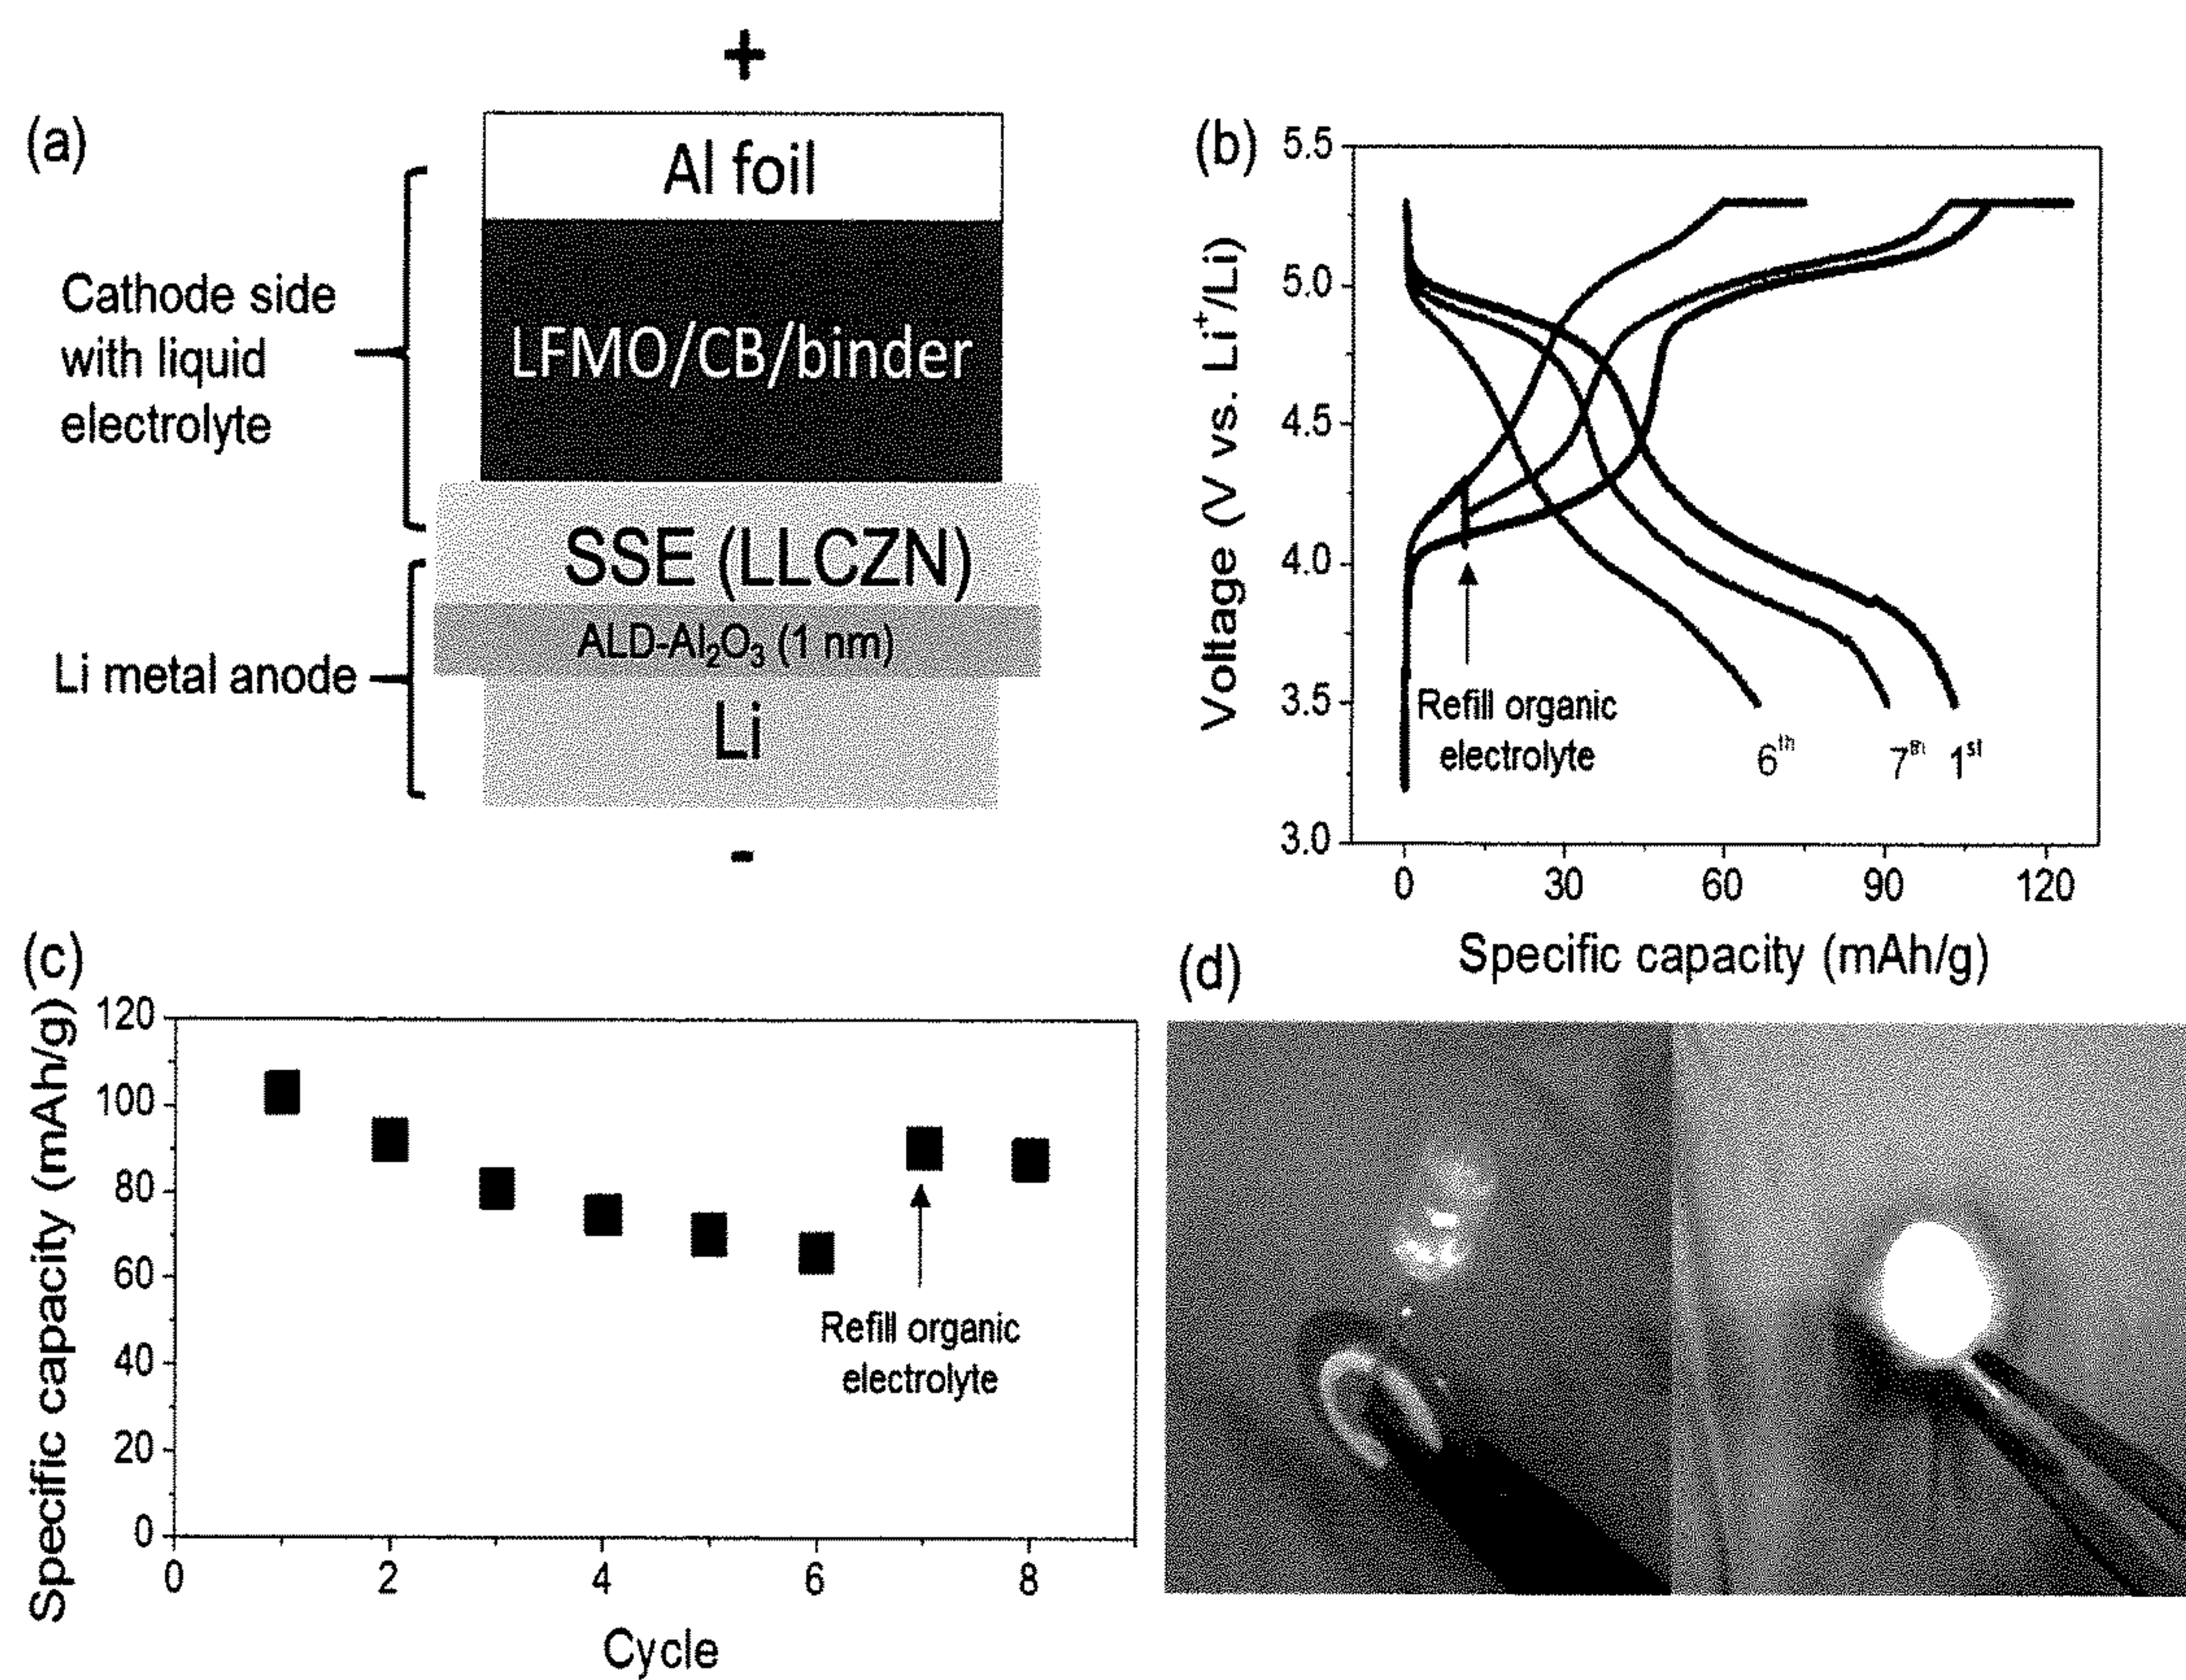 +
(a)
Al foil
Cathode side
with liquid
electrolyte
LFMO/CB/binder
SSE (LLCZN)
ALD-Al₂O₃ (1 nm)
Li metal anode
Li
-
(b)
Voltage (V vs. Li⁺/Li)
5.5
5.0
4.5
4.0
3.5
3.0
Refill organic
electrolyte
6ᵗʰ
7ᵗʰ
1ˢᵗ
0
30
60
90
120
Specific capacity (mAh/g)
(c)
Specific capacity (mAh/g)
120
100
80
60
40
20
0
Refill organic
electrolyte
0
2
4
6
8
Cycle
(d)